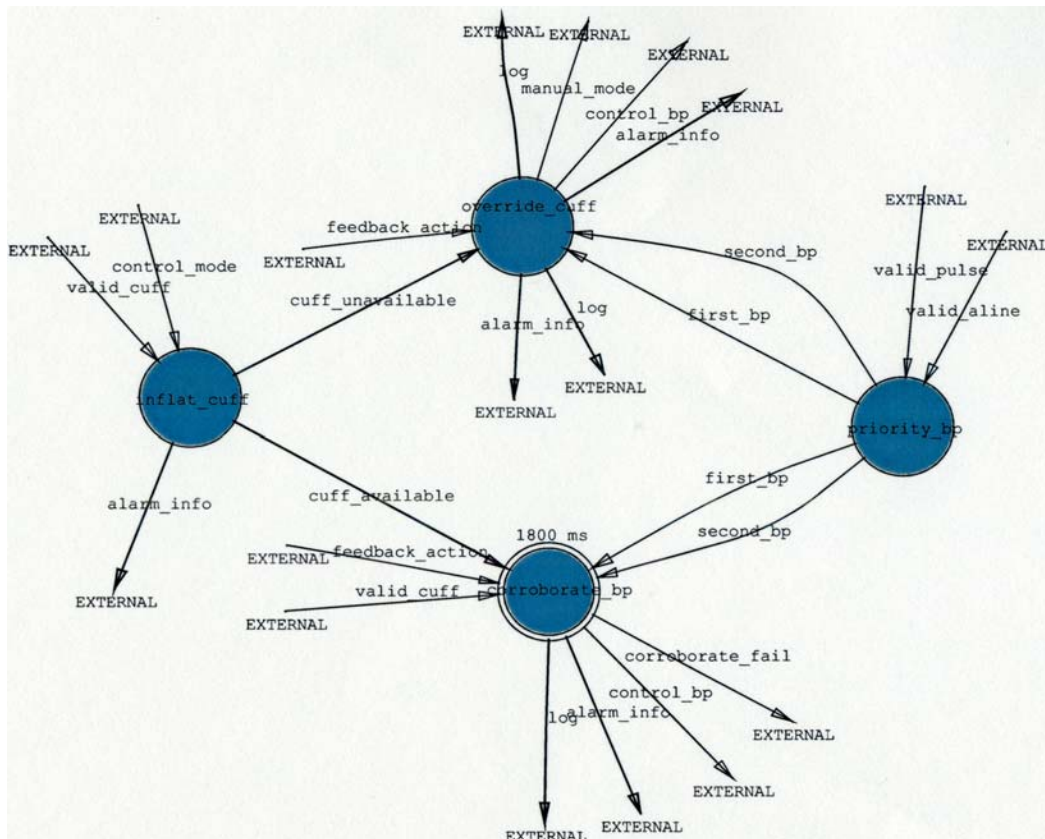 EXTERNAL
EXTERNAL
EXTERNAL
EXTERNAL
log
manual_mode
control_bp
alarm_info
EXTERNAL
EXTERNAL
control_mode
valid_cuff
feedback_action
EXTERNAL
override_cuff
EXTERNAL
EXTERNAL
valid_pulse
valid_aline
second_bp
first_bp
cuff_unavailable
alarm_info
log
EXTERNAL
EXTERNAL
inflat_cuff
priority_bp
alarm_info
EXTERNAL
cuff_available
first_bp
second_bp
1800 ms
EXTERNAL
feedback_action
valid_cuff
EXTERNAL
corroborate_bp
corroborate_fail
control_bp
alarm_info
log
EXTERNAL
EXTERNAL
EXTERNAL
EXTERNAL